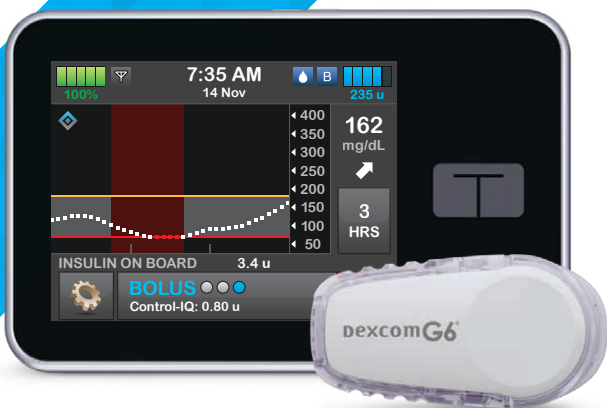 7:35 AM
B
100%
14 Nov
235 u
400
350
300
250
200
150
100
50
162
mg/dL
3
HRS
INSULIN ON BOARD 3.4 u
BOLUS
Control-IQ: 0.80 u
T
Dexcom G6